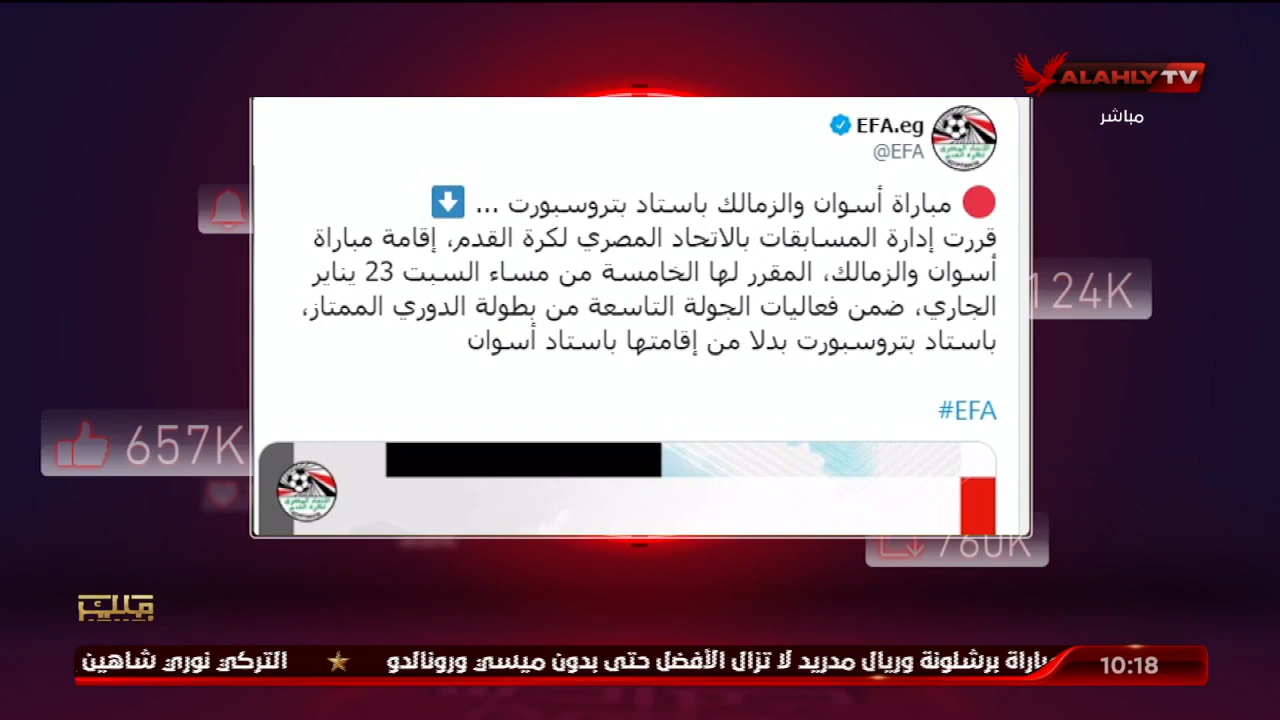 ALAHLY TV
مباشر
EFA.eg
@EFA
🔴 مباراة أسوان والزمالك باستاد بتروسبورت ... ⬇
قررت إدارة المسابقات بالاتحاد المصري لكرة القدم، إقامة مباراة
أسوان والزمالك، المقرر لها الخامسة من مساء السبت 23 يناير
الجاري، ضمن فعاليات الجولة التاسعة من بطولة الدوري الممتاز،
باستاد بتروسبورت بدلا من إقامتها باستاد أسوان
#EFA
124K
657K
760K
باراة برشلونة وريال مدريد لا تزال الأفضل حتى بدون ميسي ورونالدو ★ التركي نوري شاهين
10:18